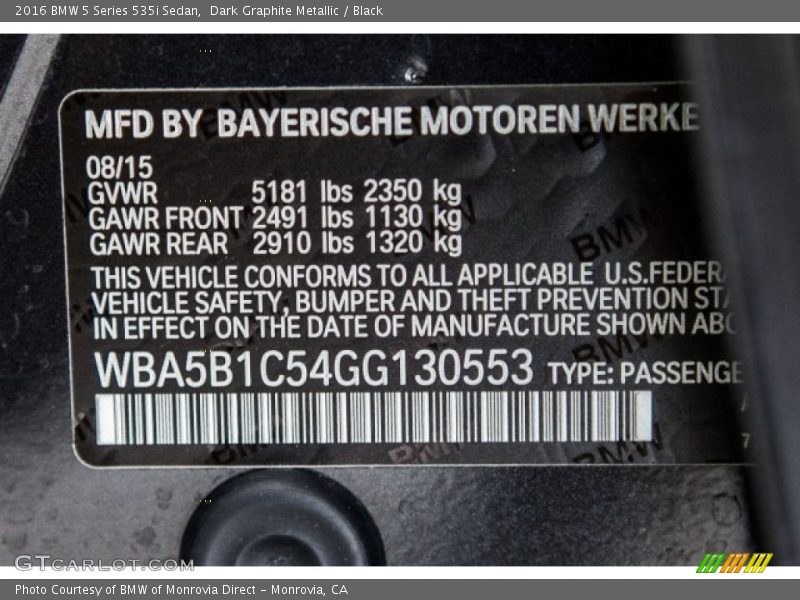 2016 BMW 5 Series 535i Sedan,  Dark Graphite Metallic / Black
MFD BY BAYERISCHE MOTOREN WERKE
08/15
GVWR 5181 lbs 2350 kg
GAWR FRONT 2491 lbs 1130 kg
GAWR REAR 2910 lbs 1320 kg
THIS VEHICLE CONFORMS TO ALL APPLICABLE U.S.FEDERA
VEHICLE SAFETY, BUMPER AND THEFT PREVENTION STA
IN EFFECT ON THE DATE OF MANUFACTURE SHOWN ABO
WBA5B1C54GG130553 TYPE: PASSENGE
GTCARLOT.COM
Photo Courtesy of BMW of Monrovia Direct - Monrovia, CA